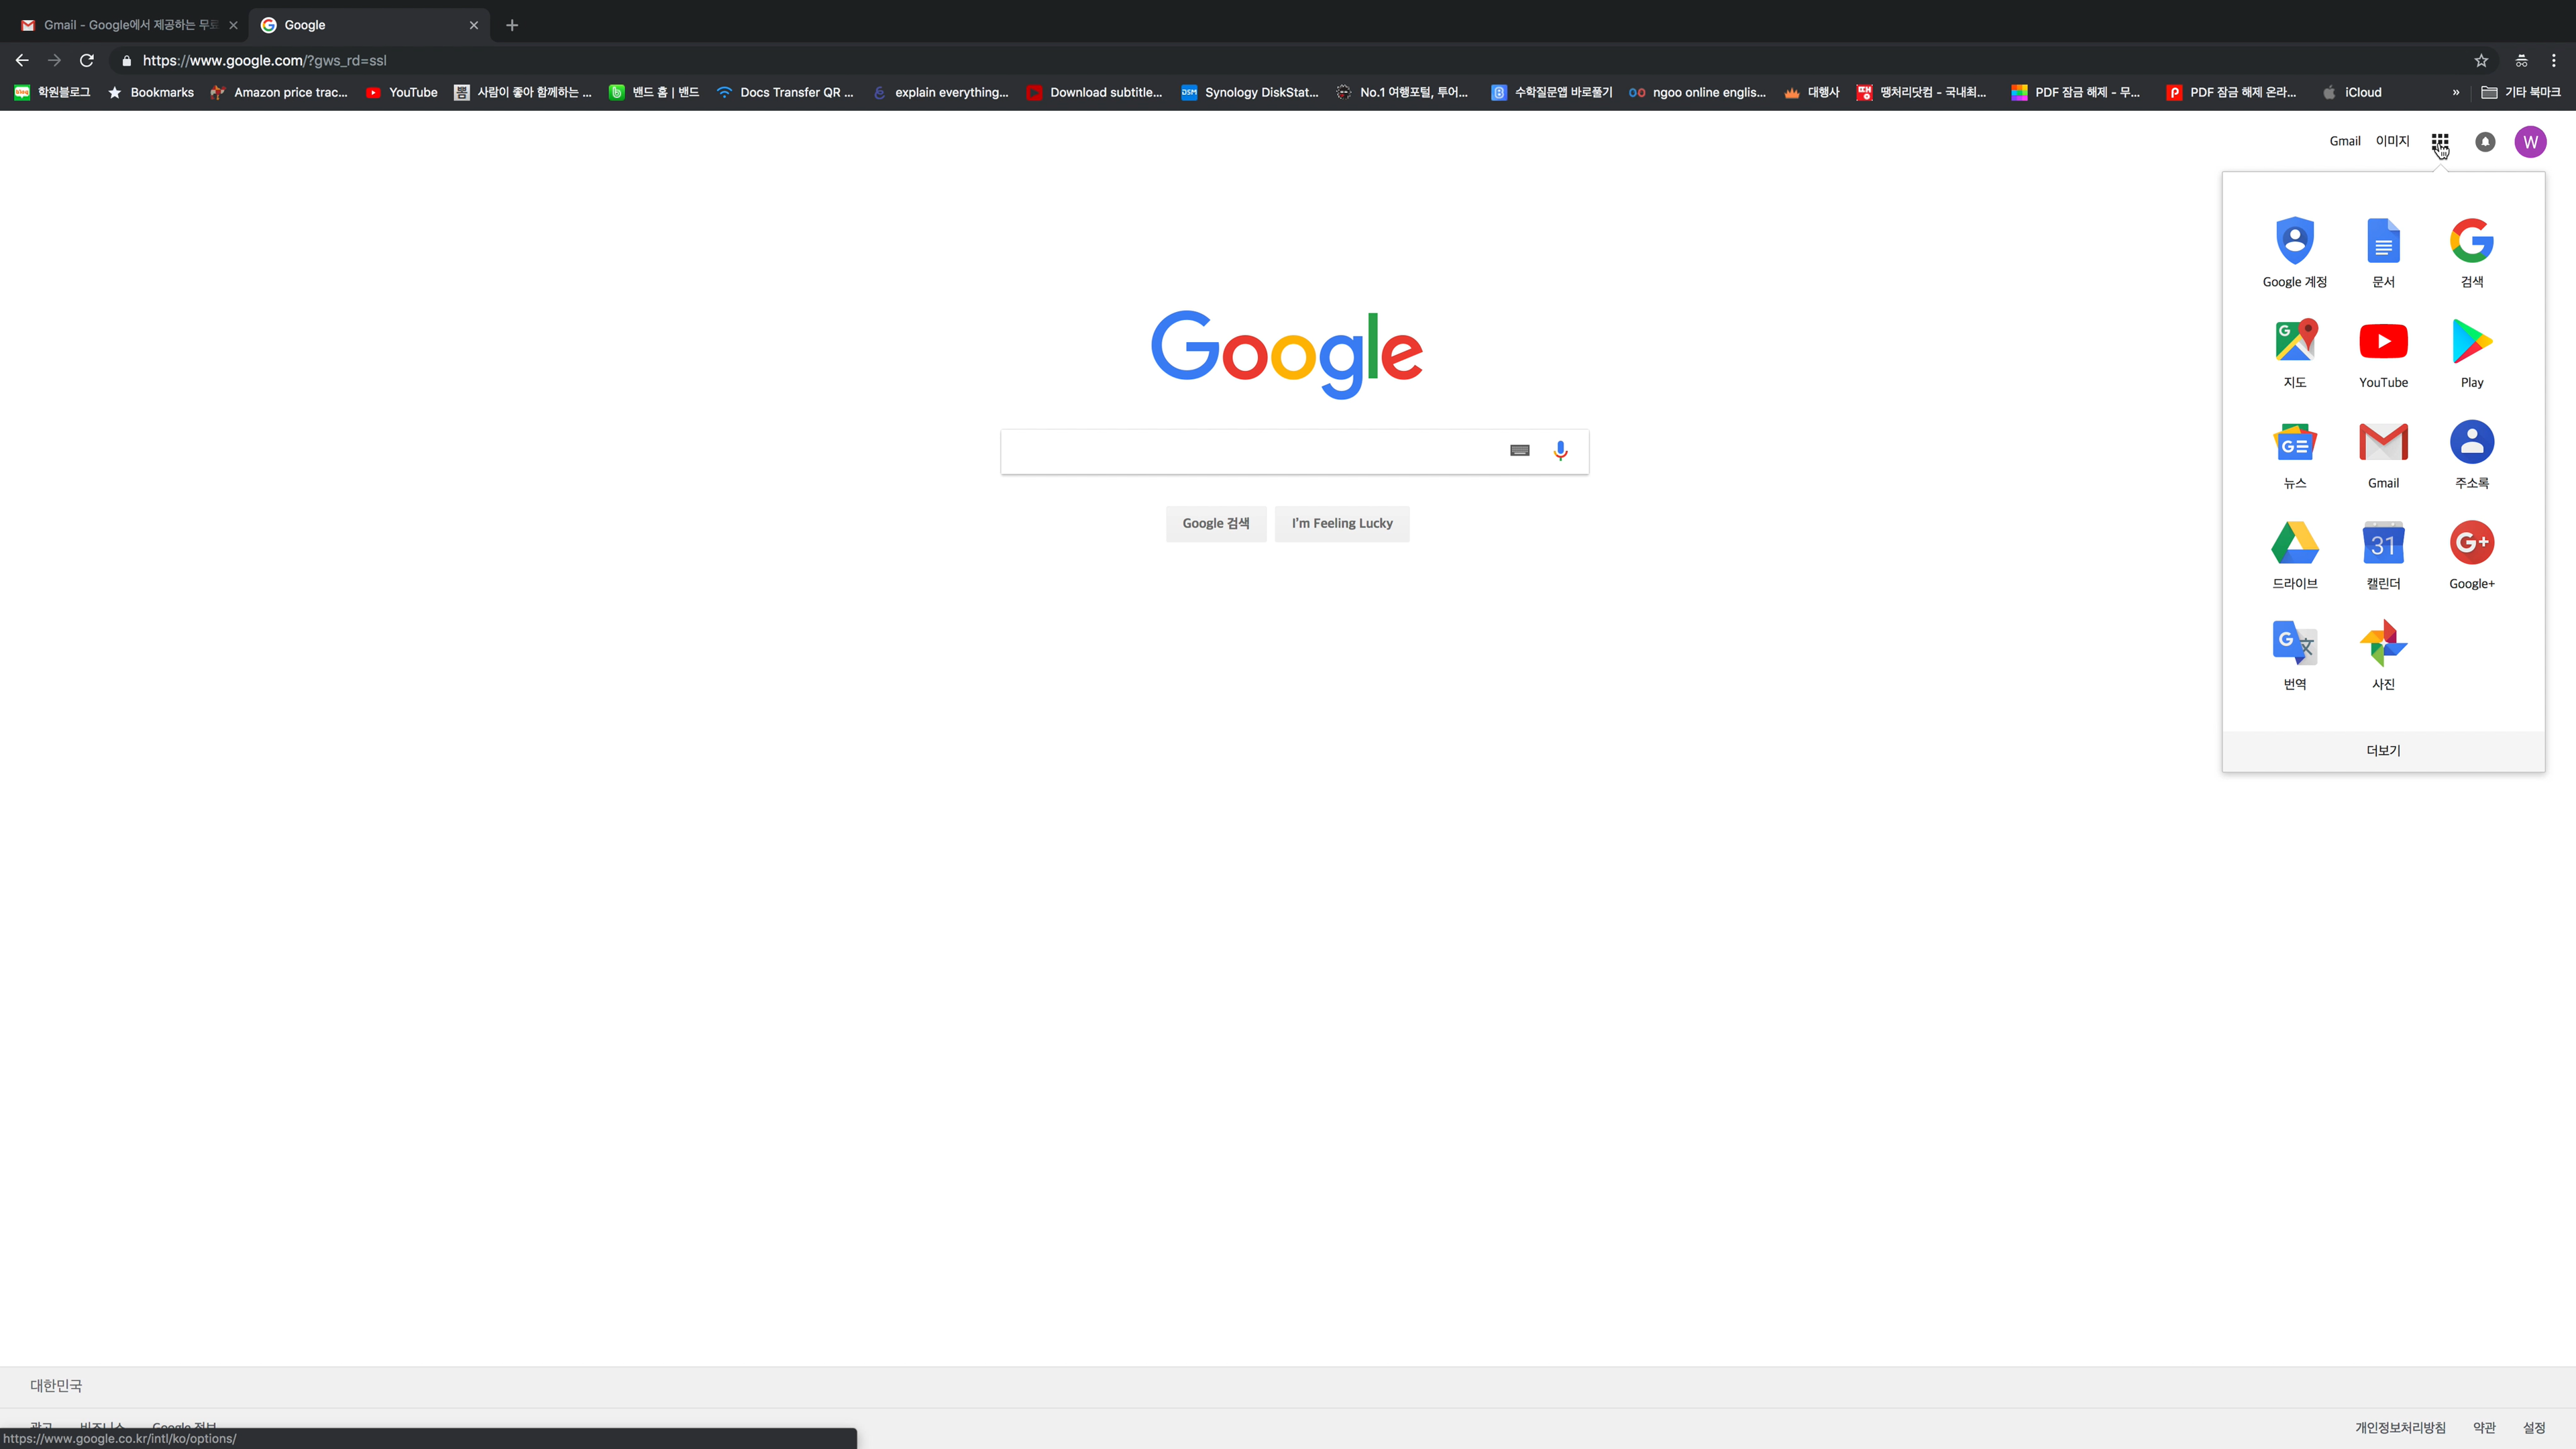 Gmail - Google에서 제공하는 무료
Google
https://www.google.com/?gws_rd=ssl
학원블로그 Bookmarks Amazon price trac... YouTube 사람이 좋아 함께하는 ... 밴드 홈 | 밴드 Docs Transfer QR ... explain everything... Download subtitle... Synology DiskStat... No.1 여행포털, 투어... 수학질문앱 바로풀기 ngoo online englis... 대행사 땡처리닷컴 - 국내최... PDF 잠금 해제 - 무... PDF 잠금 해제 온라... iCloud » 기타 북마크
Gmail 이미지 W
Google 계정 문서 검색
지도 YouTube Play
뉴스 Gmail 주소록
31 G+
드라이브 캘린더 Google+
번역 사진
더보기
Google
Google 검색 I'm Feeling Lucky
대한민국
광고 비즈니스 Google 정보
개인정보처리방침 약관 설정
https://www.google.co.kr/intl/ko/options/